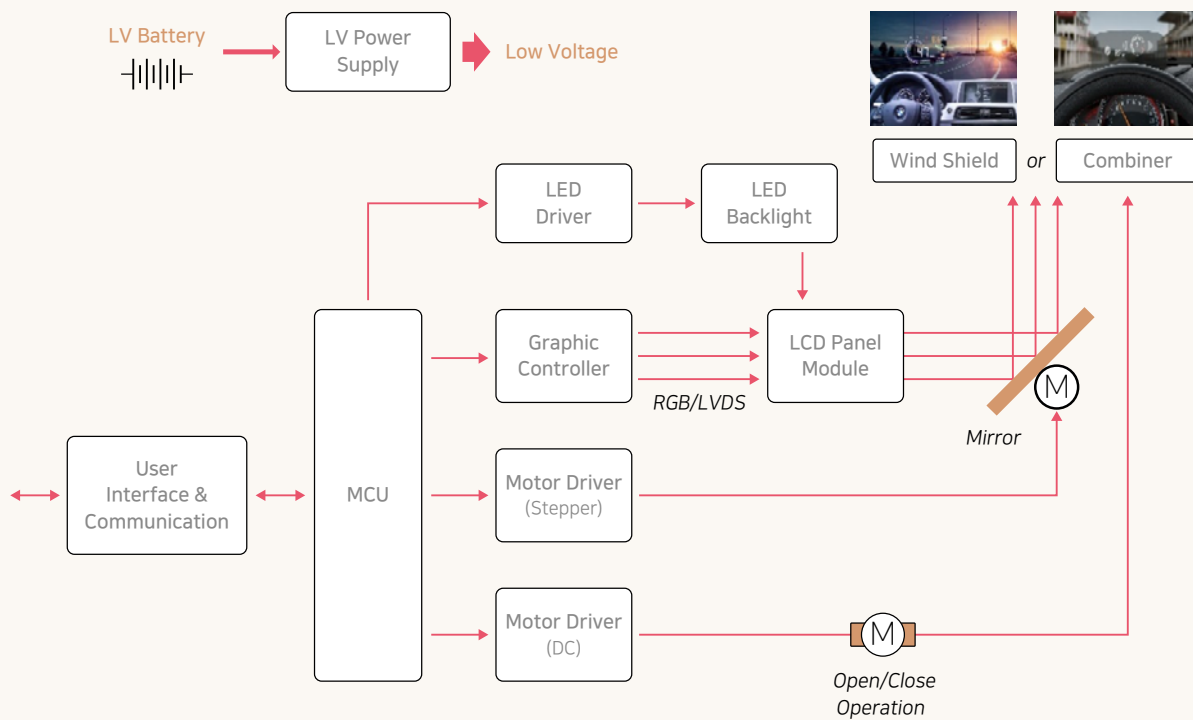 LV Battery
LV Power
Supply
Low Voltage
Wind Shield
or
Combiner
LED
Driver
LED
Backlight
Graphic
Controller
RGB/LVDS
LCD Panel
Module
M
Mirror
User
Interface &
Communication
MCU
Motor Driver
(Stepper)
Motor Driver
(DC)
M
Open/Close
Operation